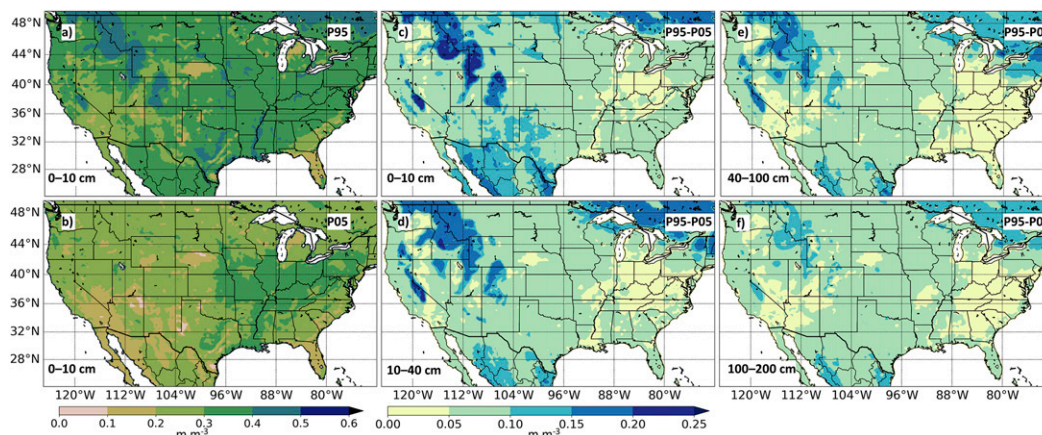 48°N
44°N
40°N
36°N
32°N
28°N
a) P95
0–10 cm
c) P95-P05
0–10 cm
e) P95-P0
40–100 cm
48°N
44°N
40°N
36°N
32°N
28°N
b) P05
0–10 cm
d) P95-P05
10–40 cm
f) P95-P0
100–200 cm
120°W 112°W 104°W 96°W 88°W 80°W
120°W 112°W 104°W 96°W 88°W 80°W
120°W 112°W 104°W 96°W 88°W 80°W
0.0 0.1 0.2 0.3 0.4 0.5 0.6
m m⁻³
0.00 0.05 0.10 0.15 0.20 0.25
m m⁻³